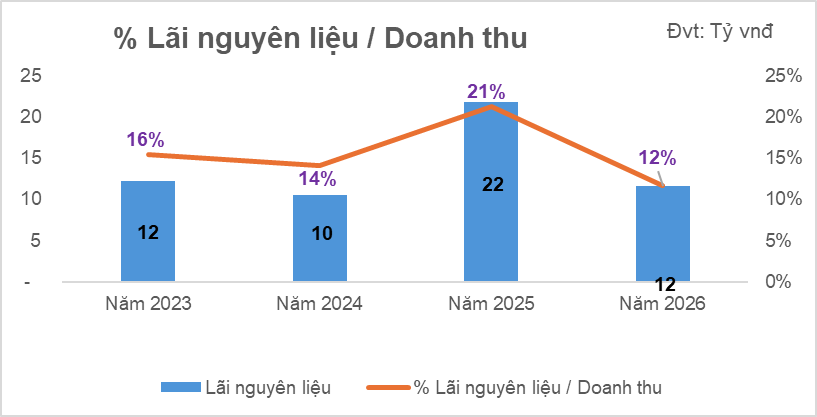 % Lãi nguyên liệu / Doanh thu
Đvt: Tỷ vnđ
25
20
15
10
5
-
25%
20%
15%
10%
5%
0%
16%
14%
21%
12%
12
10
22
12
Năm 2023
Năm 2024
Năm 2025
Năm 2026
Lãi nguyên liệu
% Lãi nguyên liệu / Doanh thu